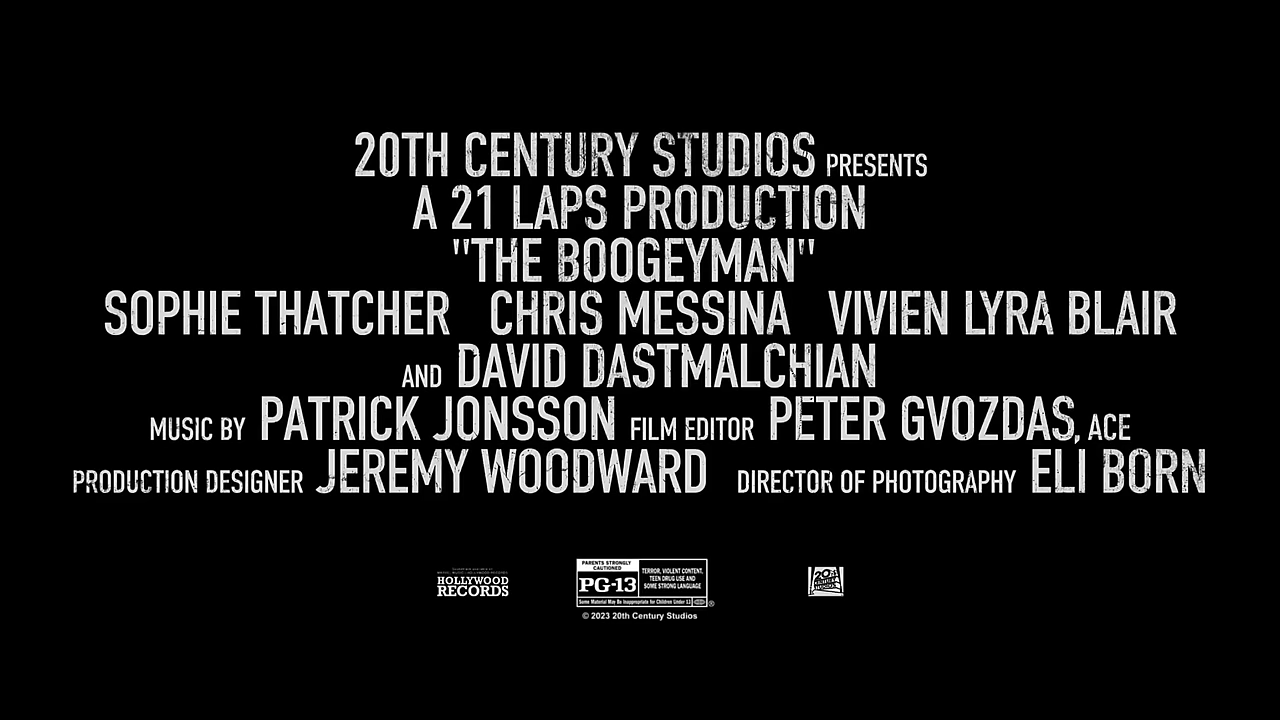 20TH CENTURY STUDIOS PRESENTS
A 21 LAPS PRODUCTION
"THE BOOGEYMAN"
SOPHIE THATCHER CHRIS MESSINA VIVIEN LYRA BLAIR
AND DAVID DASTMALCHIAN
MUSIC BY PATRICK JONSSON FILM EDITOR PETER GVOZDAS, ACE
PRODUCTION DESIGNER JEREMY WOODWARD DIRECTOR OF PHOTOGRAPHY ELI BORN
HOLLYWOOD
RECORDS
PARENTS STRONGLY
CAUTIONED
PG-13
TERROR, VIOLENT CONTENT,
TEEN DRUG USE AND
SOME STRONG LANGUAGE
Some Material May Be Inappropriate for Children Under 13
®
© 2023 20th Century Studios
20th
CENTURY
STUDIOS